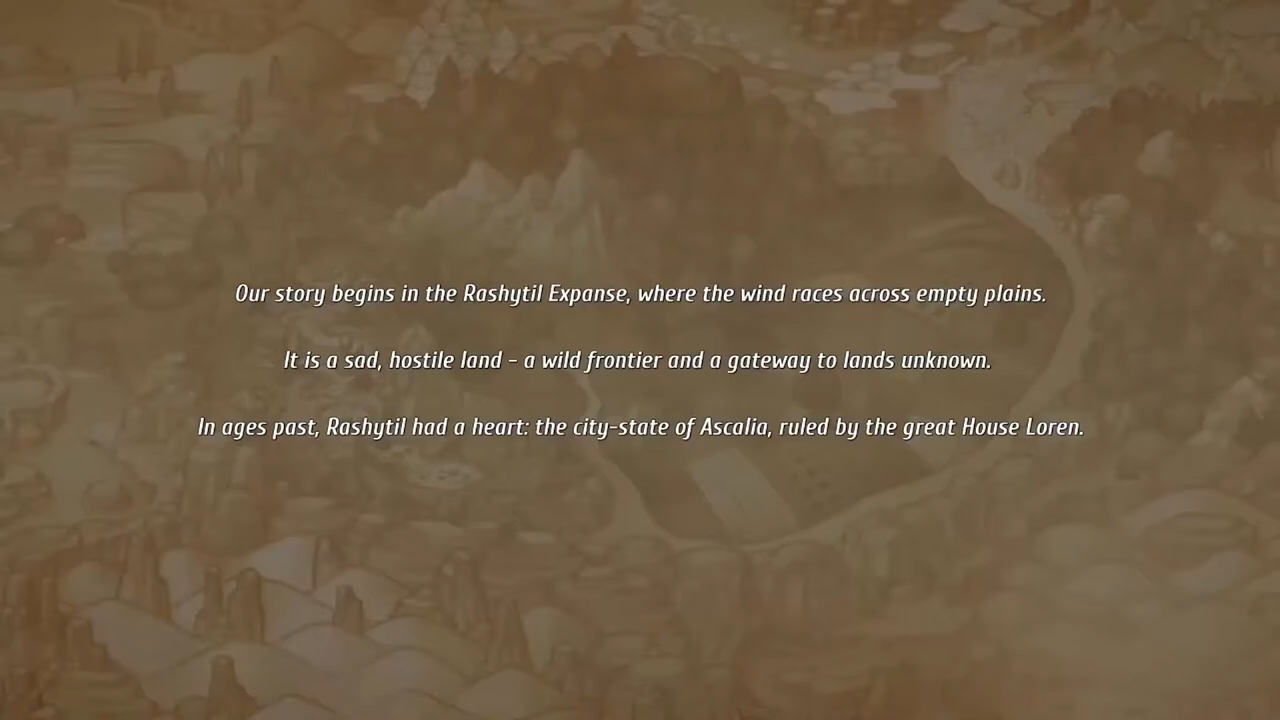 Our story begins in the Rashytil Expanse, where the wind races across empty plains.
It is a sad, hostile land - a wild frontier and a gateway to lands unknown.
In ages past, Rashytil had a heart: the city-state of Ascalia, ruled by the great House Loren.